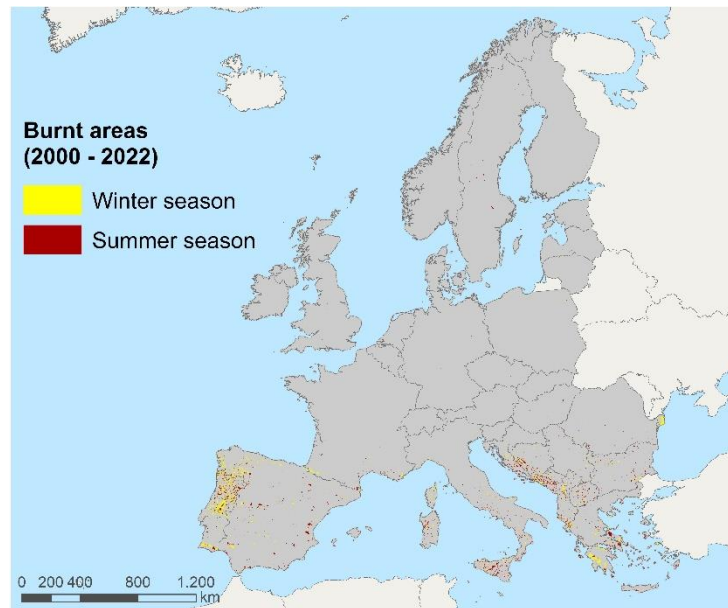 Burnt areas
(2000 - 2022)
Winter season
Summer season
0 200 400 800 1.200
km